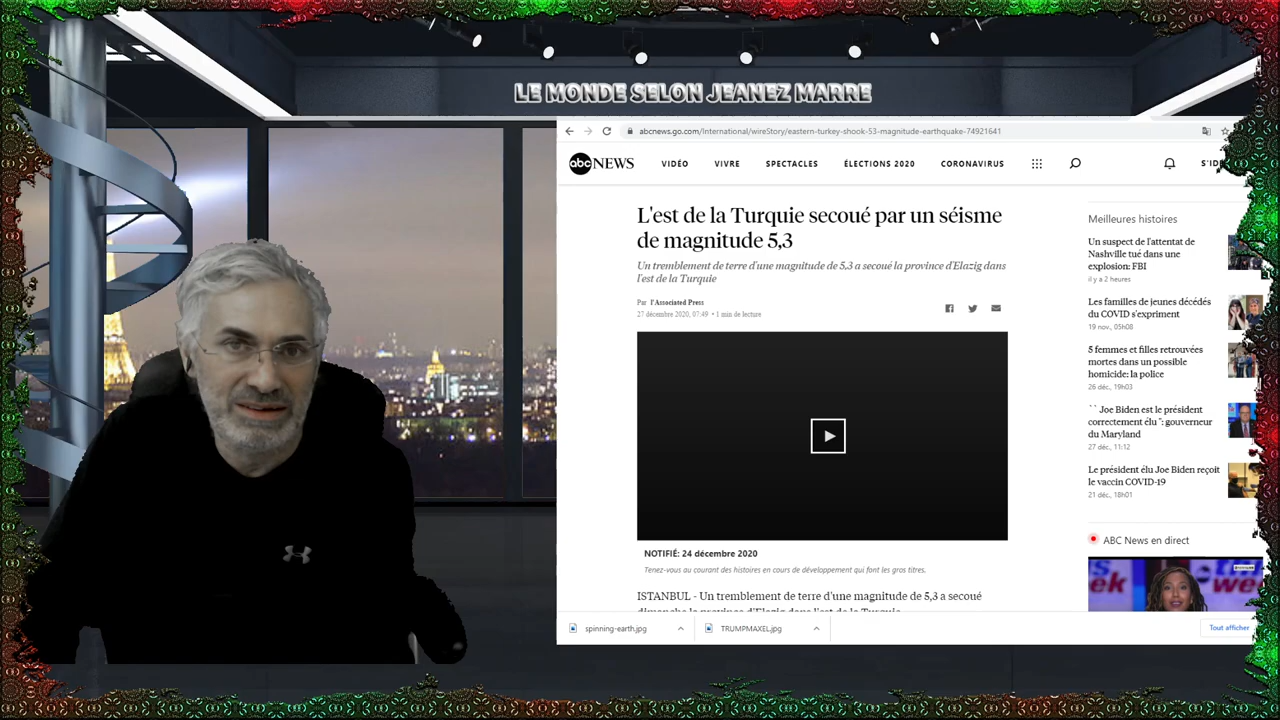 LE MONDE SELON JEANEZ MARRE
abcnews.go.com/International/wireStory/eastern-turkey-shook-53-magnitude-earthquake-74921641
abc NEWS VIDÉO VIVRE SPECTACLES ÉLECTIONS 2020 CORONAVIRUS
L'est de la Turquie secoué par un séisme
de magnitude 5,3
Un tremblement de terre d'une magnitude de 5,3 a secoué la province d'Elazig dans
l'est de la Turquie
Par l'Associated Press
27 décembre 2020, 07:49 • 1 min de lecture
NOTIFIÉ: 24 décembre 2020
Tenez-vous au courant des histoires en cours de développement qui font les gros titres.
ISTANBUL - Un tremblement de terre d'une magnitude de 5,3 a secoué
dimanche la province d'Elazig dans l'est de la Turquie
Meilleures histoires
Un suspect de l'attentat de
Nashville tué dans une
explosion: FBI
il y a 2 heures
Les familles de jeunes décédés
du COVID s'expriment
19 nov., 05h08
5 femmes et filles retrouvées
mortes dans un possible
homicide: la police
26 déc., 19h03
`` Joe Biden est le président
correctement élu '': gouverneur
du Maryland
27 déc., 11:12
Le président élu Joe Biden reçoit
le vaccin COVID-19
21 déc., 18h01
ABC News en direct
spinning-earth.jpg
TRUMPMAXEL.jpg
Tout afficher